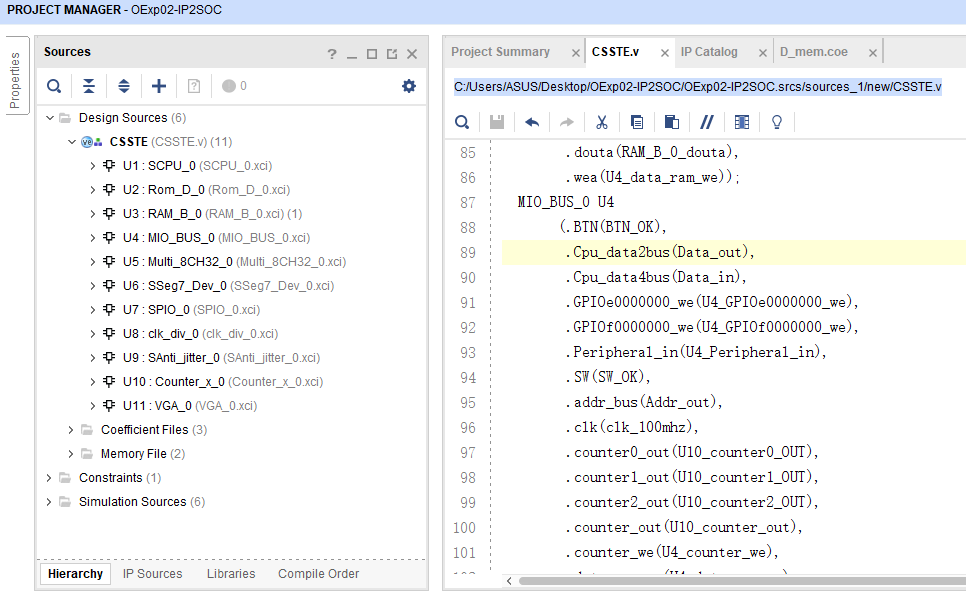 PROJECT MANAGER - OExp02-IP2SOC
Properties
Sources
?
0
Design Sources (6)
CSSTE (CSSTE.v) (11)
U1 : SCPU_0 (SCPU_0.xci)
U2 : Rom_D_0 (Rom_D_0.xci)
U3 : RAM_B_0 (RAM_B_0.xci) (1)
U4 : MIO_BUS_0 (MIO_BUS_0.xci)
U5 : Multi_8CH32_0 (Multi_8CH32_0.xci)
U6 : SSeg7_Dev_0 (SSeg7_Dev_0.xci)
U7 : SPIO_0 (SPIO_0.xci)
U8 : clk_div_0 (clk_div_0.xci)
U9 : SAnti_jitter_0 (SAnti_jitter_0.xci)
U10 : Counter_x_0 (Counter_x_0.xci)
U11 : VGA_0 (VGA_0.xci)
Coefficient Files (3)
Memory File (2)
Constraints (1)
Simulation Sources (6)
Hierarchy IP Sources Libraries Compile Order
Project Summary CSSTE.v IP Catalog D_mem.coe
C:/Users/ASUS/Desktop/OExp02-IP2SOC/OExp02-IP2SOC.srcs/sources_1/new/CSSTE.v
85 .douta(RAM_B_0_douta),
86 .wea(U4_data_ram_we));
87 MIO_BUS_0 U4
88 (.BTN(BTN_OK),
89 .Cpu_data2bus(Data_out),
90 .Cpu_data4bus(Data_in),
91 .GPIOe0000000_we(U4_GPIOe0000000_we),
92 .GPIOf0000000_we(U4_GPIOf0000000_we),
93 .Peripheral_in(U4_Peripheral_in),
94 .SW(SW_OK),
95 .addr_bus(Addr_out),
96 .clk(clk_100mhz),
97 .counter0_out(U10_counter0_OUT),
98 .counter1_out(U10_counter1_OUT),
99 .counter2_out(U10_counter2_OUT),
100 .counter_out(U10_counter_out),
101 .counter_we(U4_counter_we),